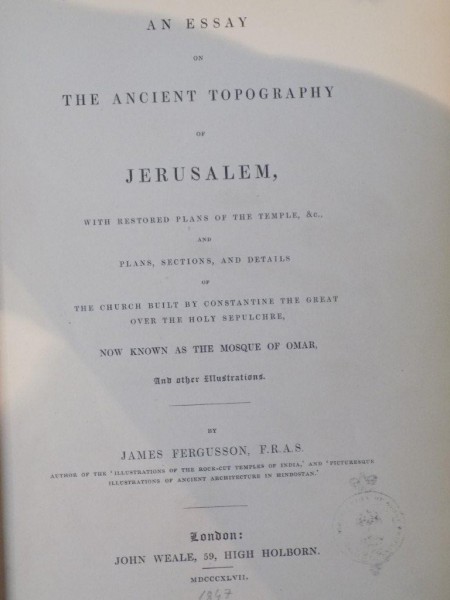 AN ESSAY
ON
THE ANCIENT TOPOGRAPHY
OF
JERUSALEM,
WITH RESTORED PLANS OF THE TEMPLE, &c.,
AND
PLANS, SECTIONS, AND DETAILS
OF
THE CHURCH BUILT BY CONSTANTINE THE GREAT
OVER THE HOLY SEPULCHRE,
NOW KNOWN AS THE MOSQUE OF OMAR,
And other Illustrations.
BY
JAMES FERGUSSON, F.R.A.S.
AUTHOR OF THE 'ILLUSTRATIONS OF THE ROCK-CUT TEMPLES OF INDIA,' AND 'PICTURESQUE
ILLUSTRATIONS OF ANCIENT ARCHITECTURE IN HINDOSTAN.'
London:
JOHN WEALE, 59, HIGH HOLBORN.
MDCCCXLVII.
1847